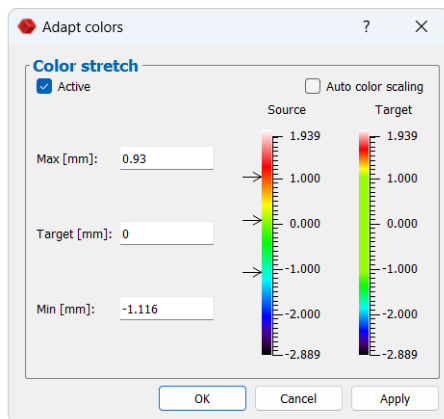 Adapt colors ? X
Color stretch
Active
Auto color scaling
Source Target
Max [mm]: 0.93
Target [mm]: 0
Min [mm]: -1.116
1.939 1.939
1.000 1.000
0.000 0.000
-1.000 -1.000
-2.000 -2.000
-2.889 -2.889
OK Cancel Apply